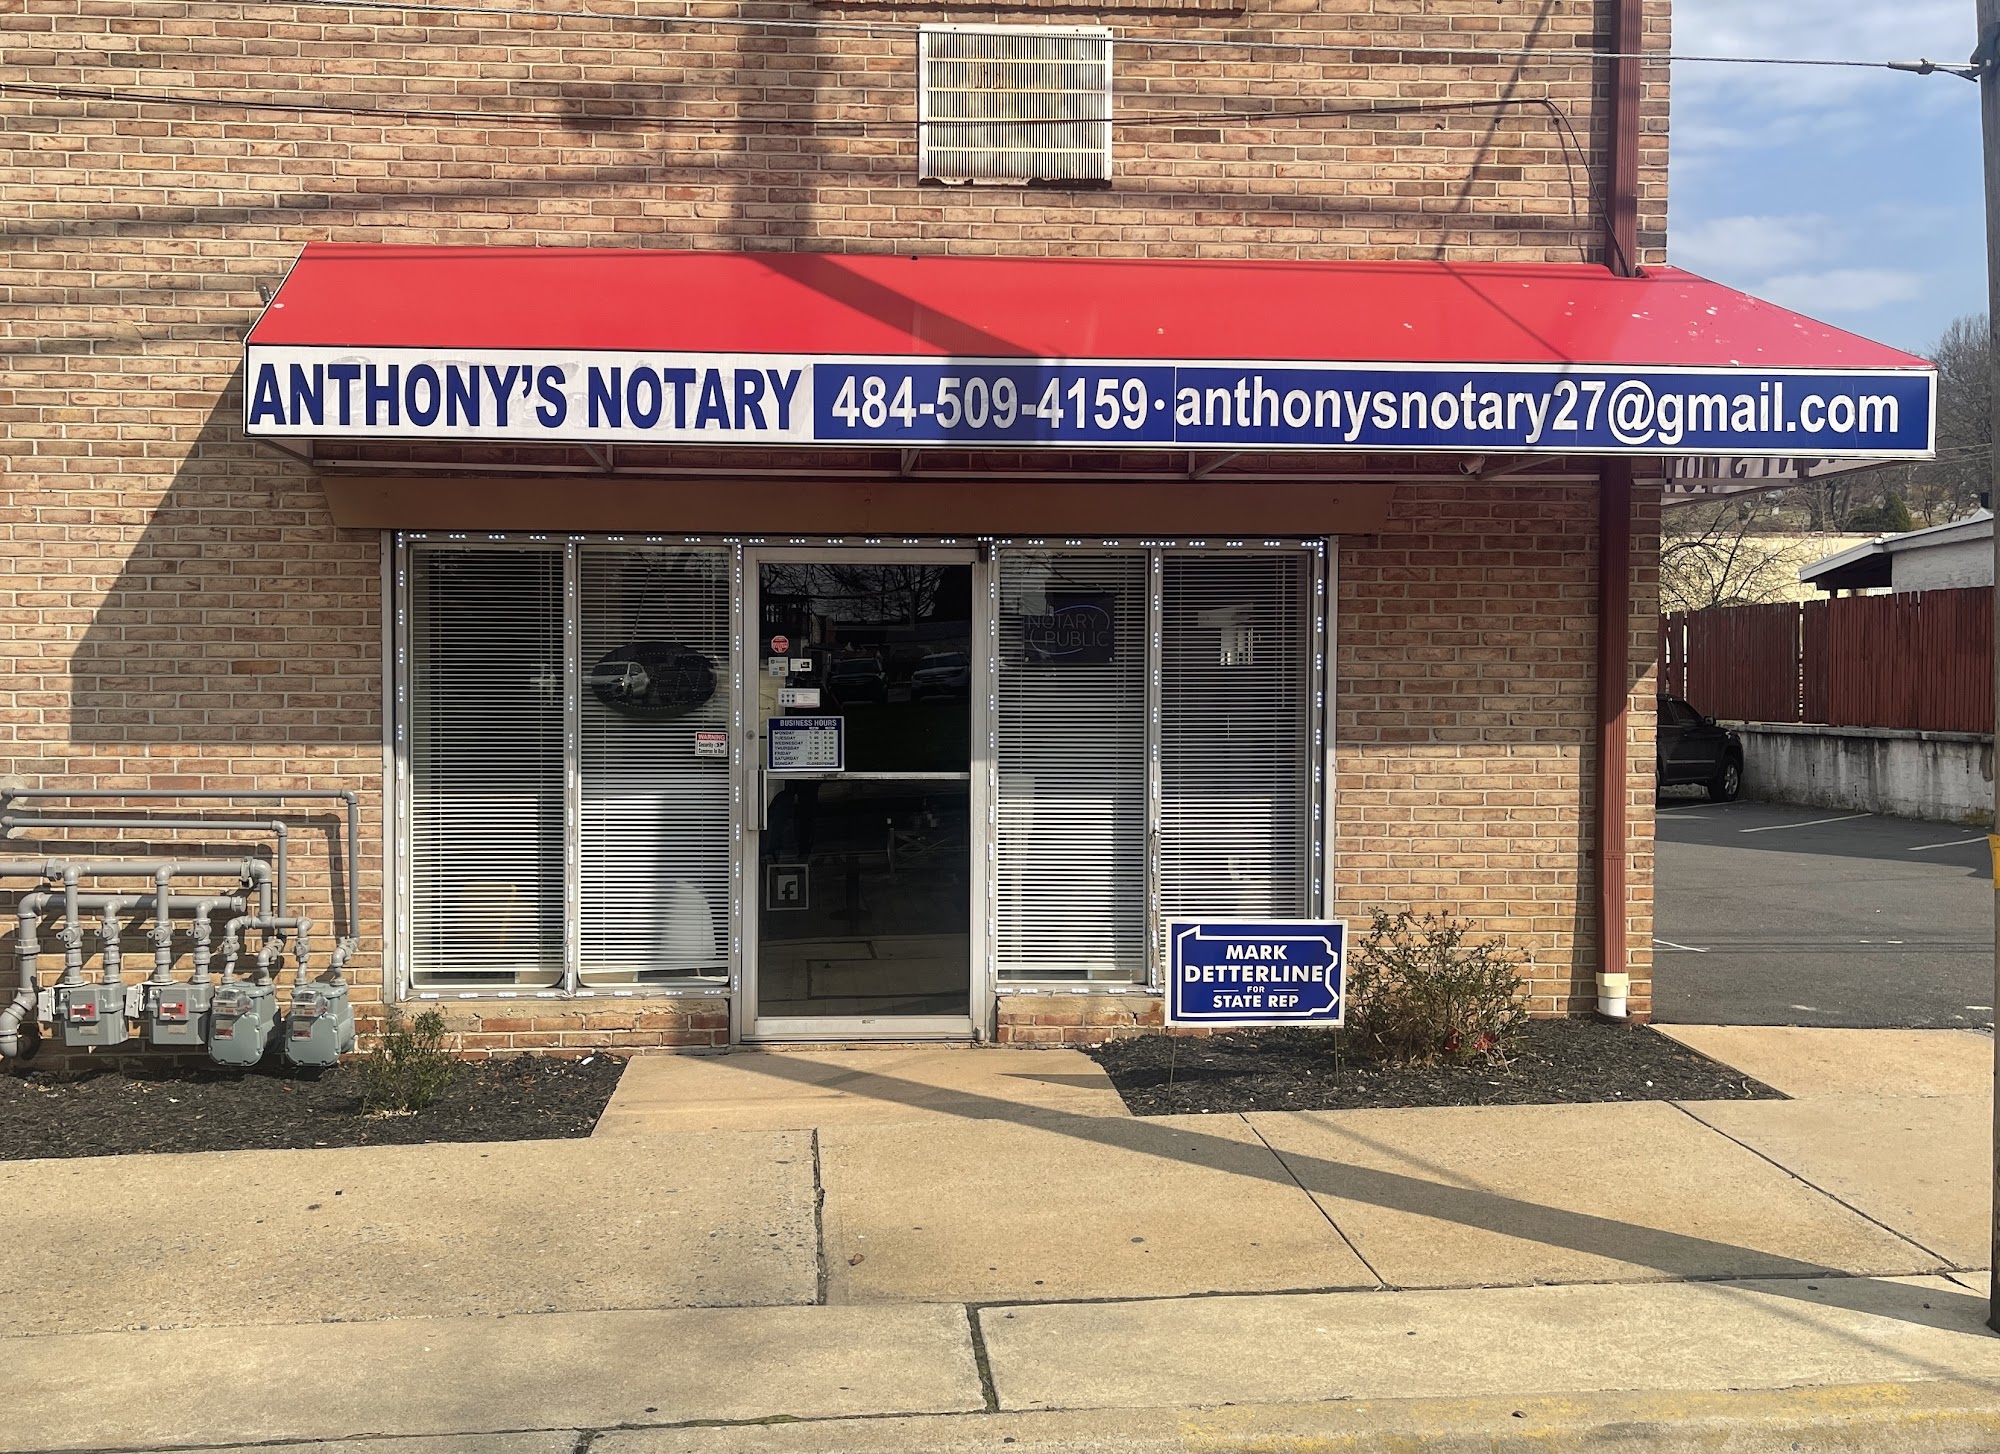 ANTHONY'S NOTARY 484-509-4159 · anthonysnotary27@gmail.com
NOTARY
PUBLIC
WARNING
BUSINESS HOURS
MONDAY
TUESDAY
WEDNESDAY
THURSDAY
FRIDAY
SATURDAY
SUNDAY
f
MARK
DETTERLINE
FOR
STATE REP